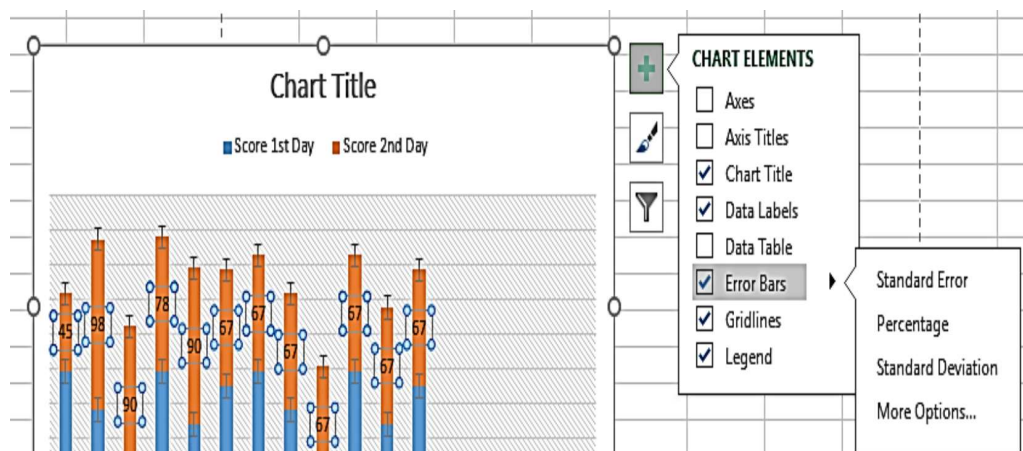 Chart Title
Score 1st Day Score 2nd Day
45
98
90
78
90
67
67
67
67
67
67
67
CHART ELEMENTS
Axes
Axis Titles
Chart Title
Data Labels
Data Table
Error Bars
Gridlines
Legend
Standard Error
Percentage
Standard Deviation
More Options...